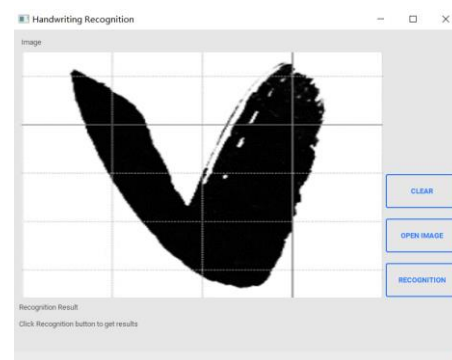 Handwriting Recognition
Image
CLEAR
OPEN IMAGE
RECOGNITION
Recognition Result
Click Recognition button to get results